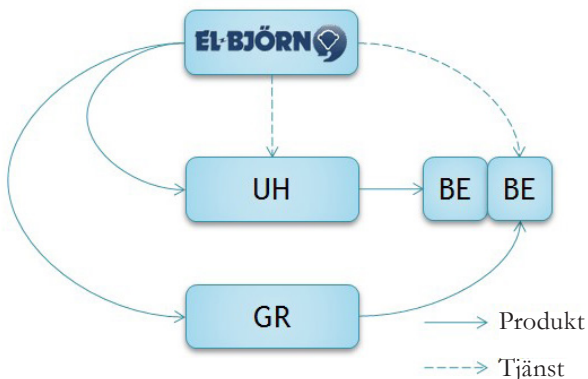 EL-BJÖRN
UH
BE BE
GR
Produkt
Tjänst